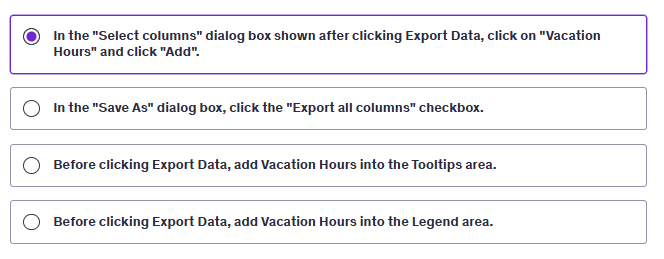 In the "Select columns" dialog box shown after clicking Export Data, click on "Vacation
Hours" and click "Add".
In the "Save As" dialog box, click the "Export all columns" checkbox.
Before clicking Export Data, add Vacation Hours into the Tooltips area.
Before clicking Export Data, add Vacation Hours into the Legend area.